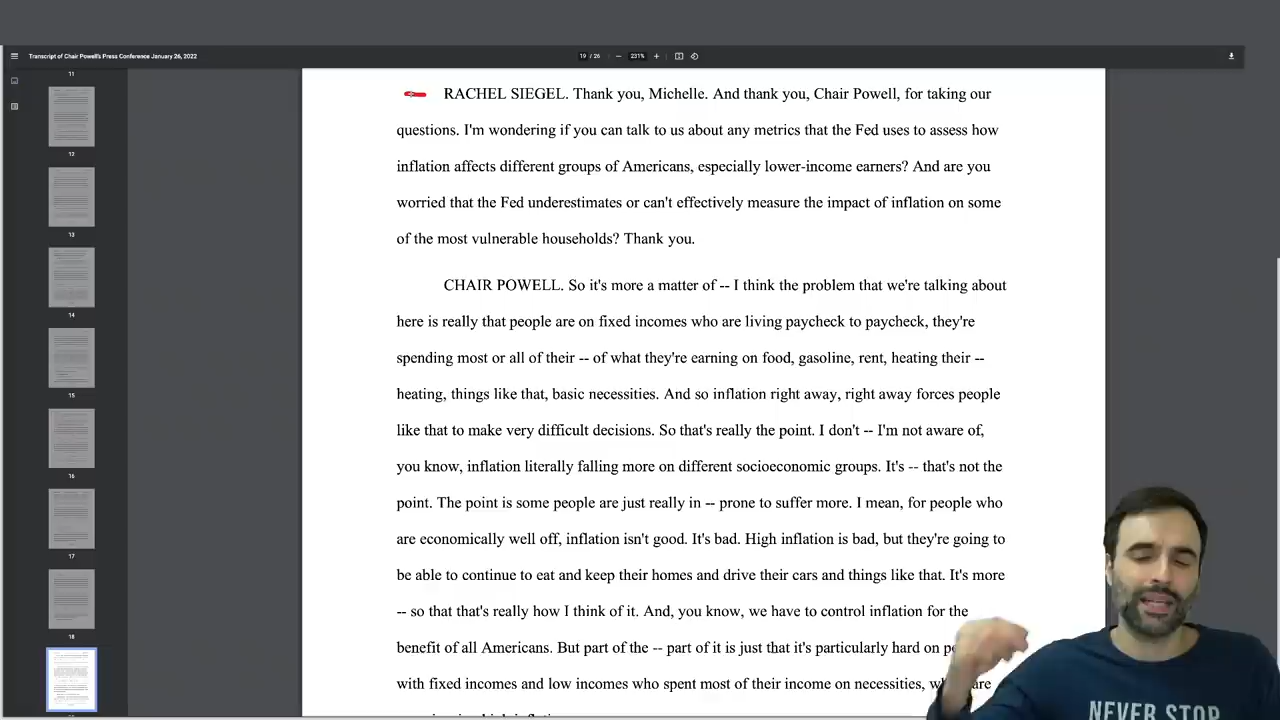 Transcript of Chair Powell's Press Conference January 26, 2022
19 / 26
231%
11
12
13
14
15
16
17
18
RACHEL SIEGEL. Thank you, Michelle. And thank you, Chair Powell, for taking our
questions. I'm wondering if you can talk to us about any metrics that the Fed uses to assess how
inflation affects different groups of Americans, especially lower-income earners? And are you
worried that the Fed underestimates or can't effectively measure the impact of inflation on some
of the most vulnerable households? Thank you.
CHAIR POWELL. So it's more a matter of -- I think the problem that we're talking about
here is really that people are on fixed incomes who are living paycheck to paycheck, they're
spending most or all of their -- of what they're earning on food, gasoline, rent, heating their --
heating, things like that, basic necessities. And so inflation right away, right away forces people
like that to make very difficult decisions. So that's really the point. I don't -- I'm not aware of,
you know, inflation literally falling more on different socioeconomic groups. It's -- that's not the
point. The point is some people are just really in -- prone to suffer more. I mean, for people who
are economically well off, inflation isn't good. It's bad. High inflation is bad, but they're going to
be able to continue to eat and keep their homes and drive their cars and things like that. It's more
-- so that that's really how I think of it. And, you know, we have to control inflation for the
benefit of all Americans. But part of the -- part of it is just that it's particularly hard on
with fixed incomes and low incomes who spent most of their income on necessities, are
NEVER STOP